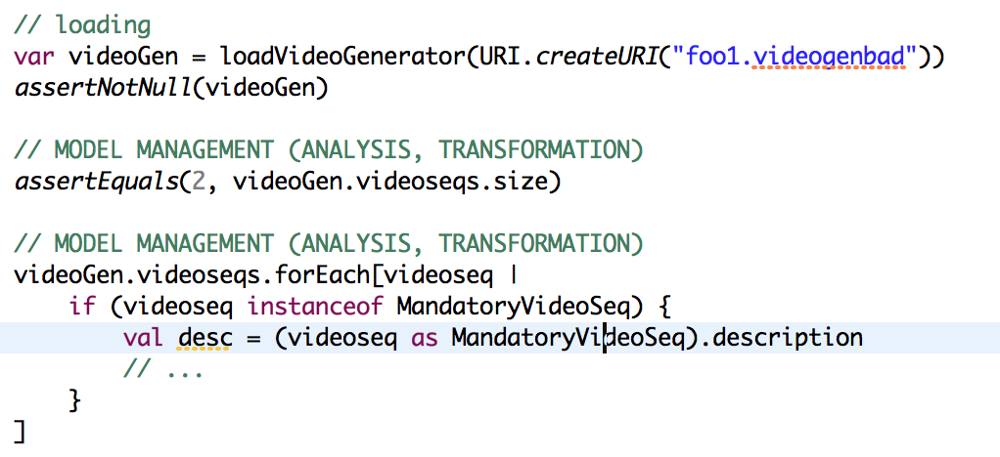 // loading
var videoGen = loadVideoGenerator(URI.createURI("foo1.videogenbad"))
assertNotNull(videoGen)
// MODEL MANAGEMENT (ANALYSIS, TRANSFORMATION)
assertEquals(2, videoGen.videoseqs.size)
// MODEL MANAGEMENT (ANALYSIS, TRANSFORMATION)
videoGen.videoseqs.forEach[videoseq |
    if (videoseq instanceof MandatoryVideoSeq) {
        val desc = (videoseq as MandatoryVideoSeq).description
        // ...
    }
]